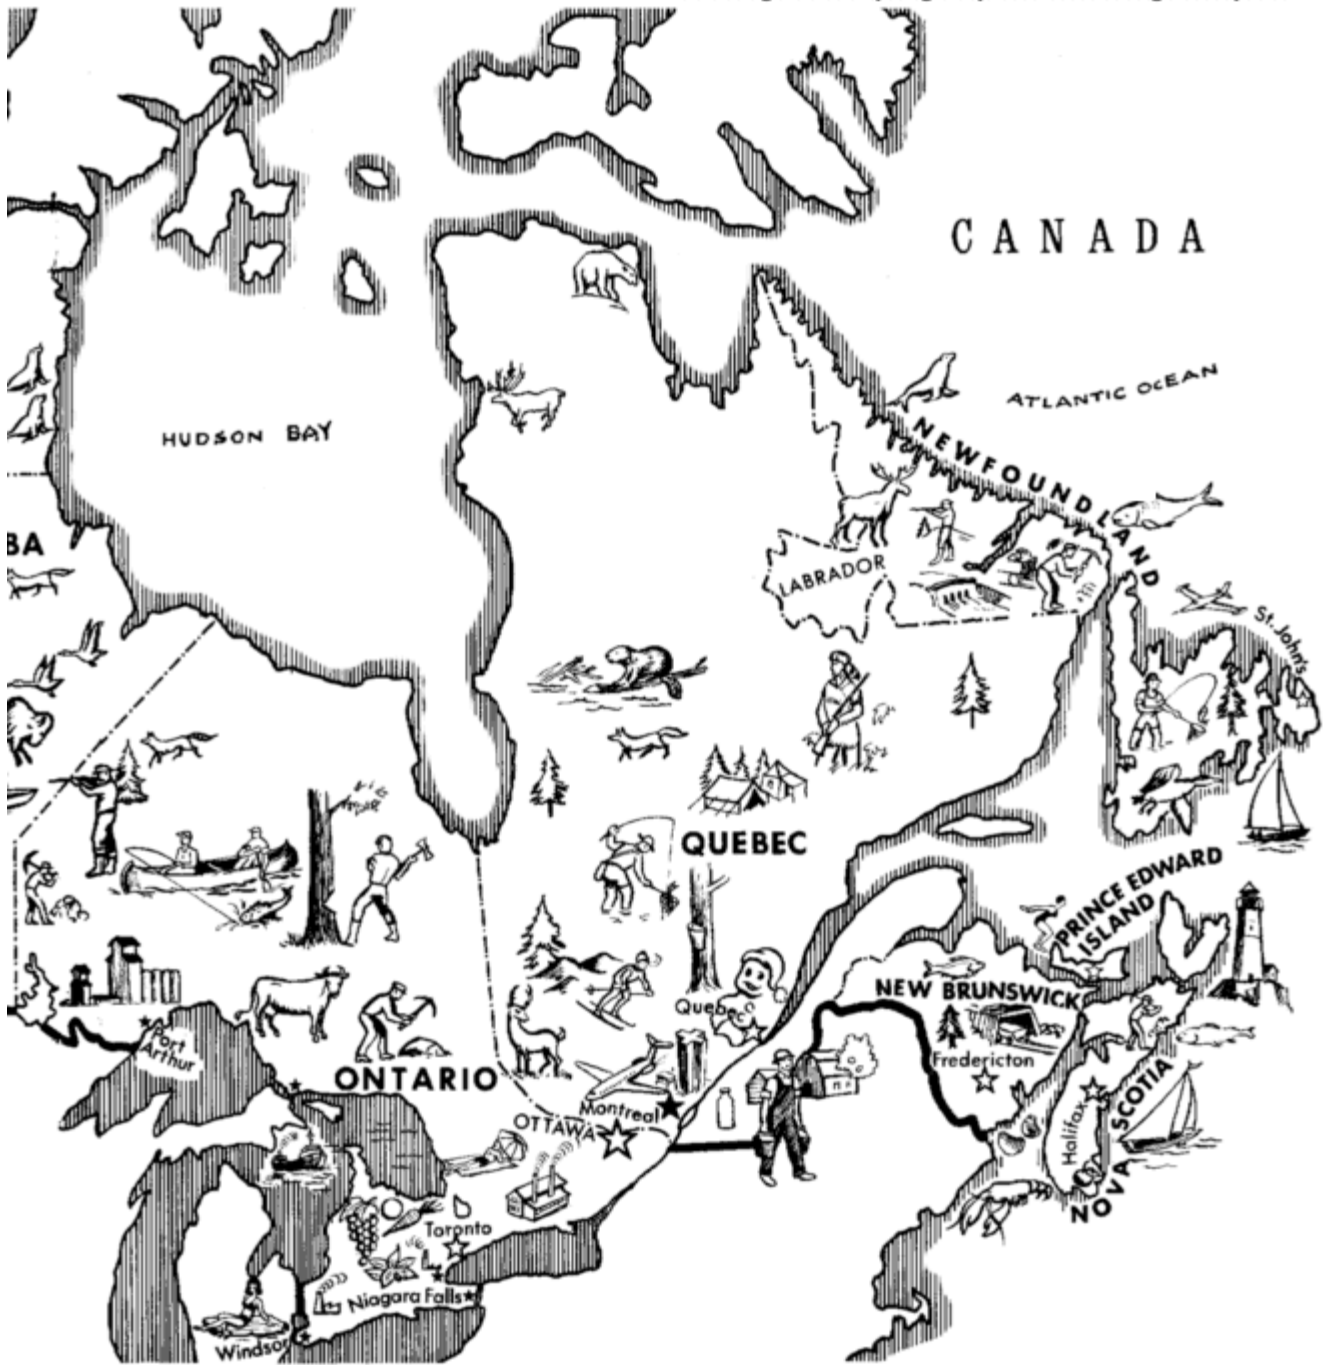 CANADA
ATLANTIC OCEAN
HUDSON BAY
NEWFOUNDLAND
BA
LABRADOR
St. John's
QUEBEC
PRINCE EDWARD
ISLAND
Quebec
NEW BRUNSWICK
Fredericton
Port
Arthur
ONTARIO
Montreal
OTTAWA
Halifax
NOVA SCOTIA
Toronto
Niagara Falls
Windsor